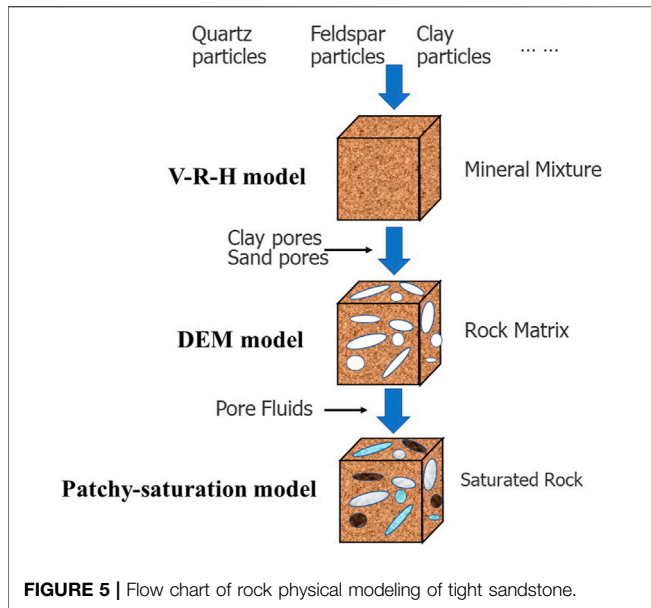 Quartz particles
Feldspar particles
Clay particles
... ...
V-R-H model
Mineral Mixture
Clay pores
Sand pores
DEM model
Rock Matrix
Pore Fluids
Patchy-saturation model
Saturated Rock
FIGURE 5 | Flow chart of rock physical modeling of tight sandstone.